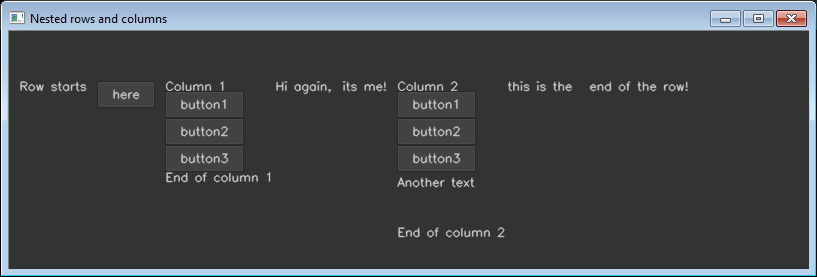 Nested rows and columns
Row starts here Column 1 Hi again, its me! Column 2 this is the end of the row!
button1 button1
button2 button2
button3 button3
End of column 1 Another text
End of column 2